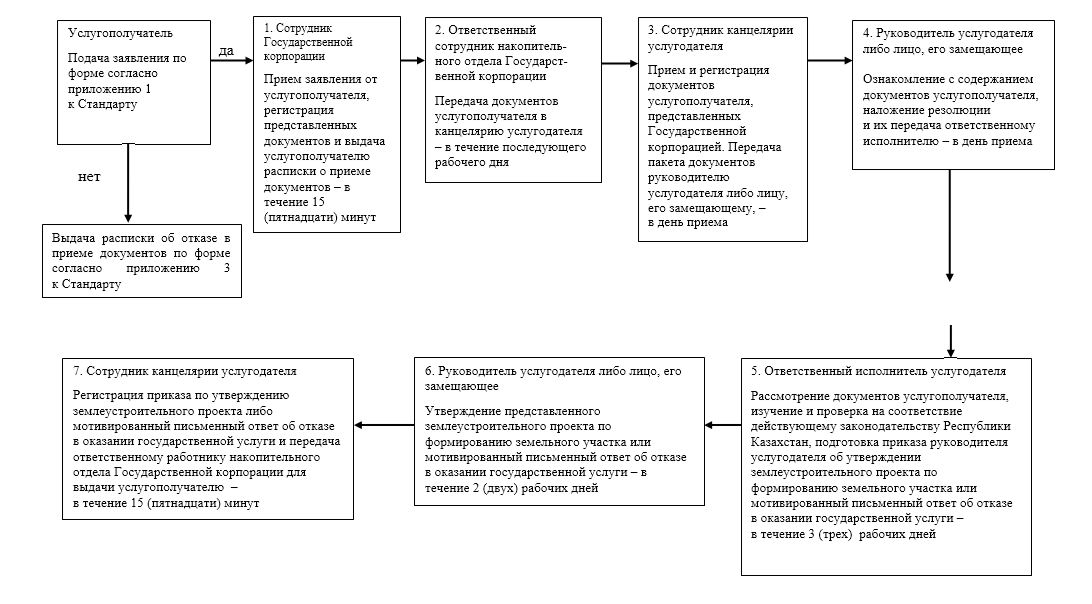 Услугополучатель
Подача заявления по
форме согласно
приложению 1
к Стандарту
да
нет
Выдача расписки об отказе в
приеме документов по форме
согласно приложению 3
к Стандарту
1. Сотрудник
Государственной
корпорации
Прием заявления от
услугополучателя,
регистрация
представленных
документов и выдача
услугополучателю
расписки о приеме
документов – в
течение 15
(пятнадцати) минут
2. Ответственный
сотрудник накопитель-
ного отдела Государст-
венной корпорации
Передача документов
услугополучателя в
канцелярию услугодателя
– в течение последующего
рабочего дня
3. Сотрудник канцелярии
услугодателя
Прием и регистрация
документов
услугополучателя,
представленных
Государственной
корпорацией. Передача
пакета документов
руководителю
услугодателя либо лицу,
его замещающему, –
в день приема
4. Руководитель услугодателя
либо лицо, его замещающее
Ознакомление с содержанием
документов услугополучателя,
наложение резолюции
и их передача ответственному
исполнителю – в день приема
5. Ответственный исполнитель услугодателя
Рассмотрение документов услугополучателя,
изучение и проверка на соответствие
действующему законодательству Республики
Казахстан, подготовка приказа руководителя
услугодателя об утверждении
землеустроительного проекта по
формированию земельного участка или
мотивированный письменный ответ об отказе
в оказании государственной услуги –
в течение 3 (трех) рабочих дней
6. Руководитель услугодателя либо лицо, его
замещающее
Утверждение представленного
землеустроительного проекта по
формированию земельного участка или
мотивированный письменный ответ об отказе
в оказании государственной услуги – в
течение 2 (двух) рабочих дней
7. Сотрудник канцелярии услугодателя
Регистрация приказа по утверждению
землеустроительного проекта либо
мотивированный письменный ответ об отказе
в оказании государственной услуги и передача
ответственному работнику накопительного
отдела Государственной корпорации для
выдачи услугополучателю –
в течение 15 (пятнадцати) минут